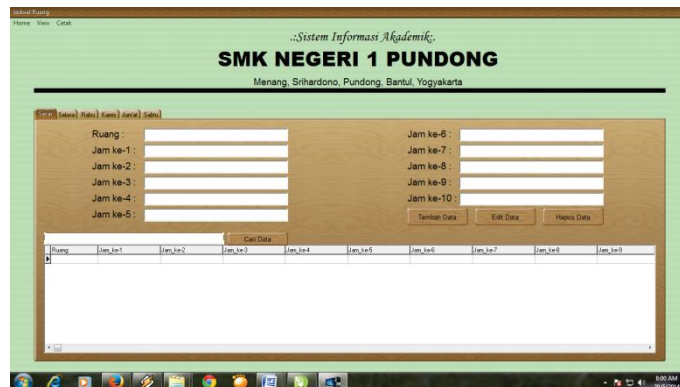 Jadwal Ruang
Home View Cetak
.:Sistem Informasi Akademik:.
SMK NEGERI 1 PUNDONG
Menang, Srihardono, Pundong, Bantul, Yogyakarta
Senin Selasa Rabu Kamis Jum'at Sabtu
Ruang :
Jam ke-1 :
Jam ke-2 :
Jam ke-3 :
Jam ke-4 :
Jam ke-5 :
Jam ke-6 :
Jam ke-7 :
Jam ke-8 :
Jam ke-9 :
Jam ke-10 :
Tambah Data Edit Data Hapus Data
Cari Data
Ruang Jam_ke-1 Jam_ke-2 Jam_ke-3 Jam_ke-4 Jam_ke-5 Jam_ke-6 Jam_ke-7 Jam_ke-8 Jam_ke-9
8:00 AM